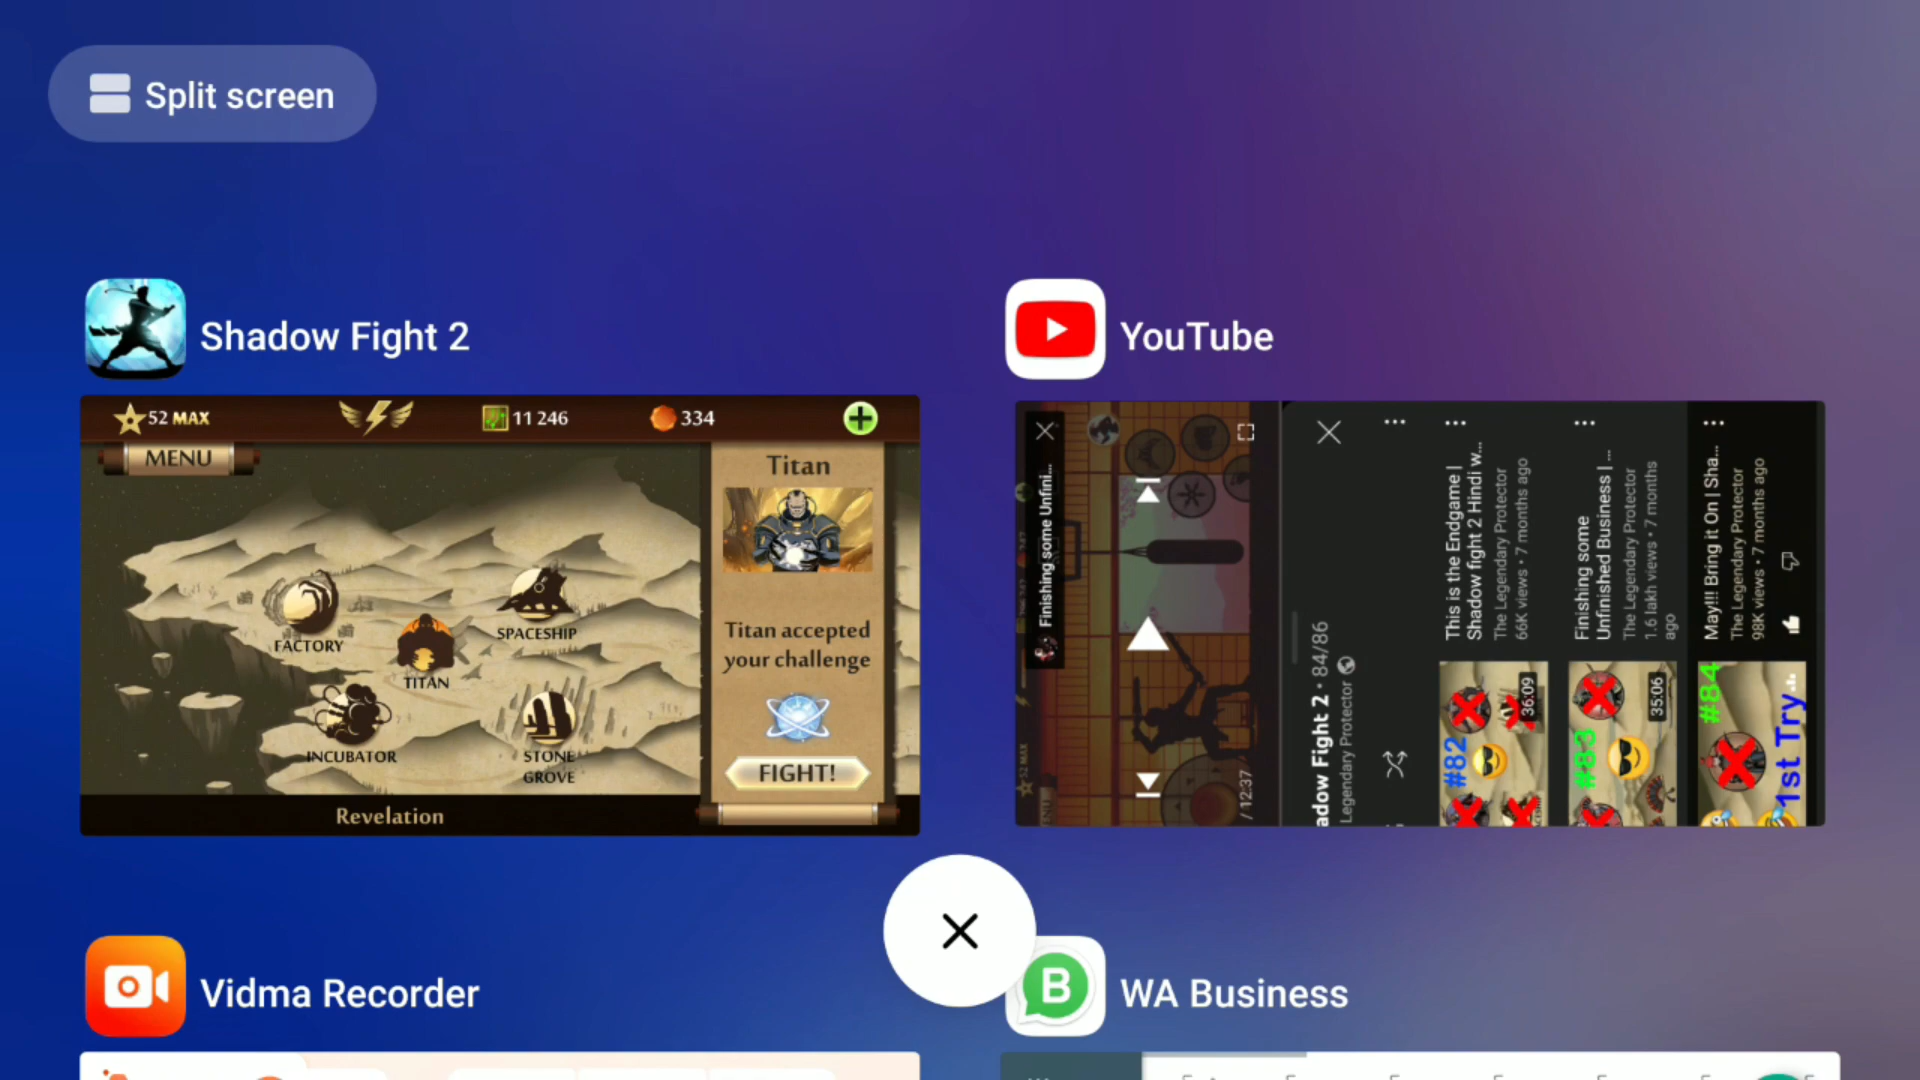 Split screen
Shadow Fight 2
52 MAX
11 246
334
MENU
Titan
FACTORY
SPACESHIP
TITAN
INCUBATOR
STONE
GROVE
Titan accepted
your challenge
FIGHT!
Revelation
YouTube
Finishing some Unfini...
/ 12:37
adow Fight 2 • 84/86
Legendary Protector
This is the Endgame |
Shadow fight 2 Hindi w...
The Legendary Protector
66K views • 7 months ago
36:09
#82
Finishing some
Unfinished Business | ...
The Legendary Protector
1.6 lakh views • 7 months
ago
35:06
#83
May!!! Bring it On | Sha...
The Legendary Protector
98K views • 7 months ago
#84
1st Try
Vidma Recorder
WA Business
B